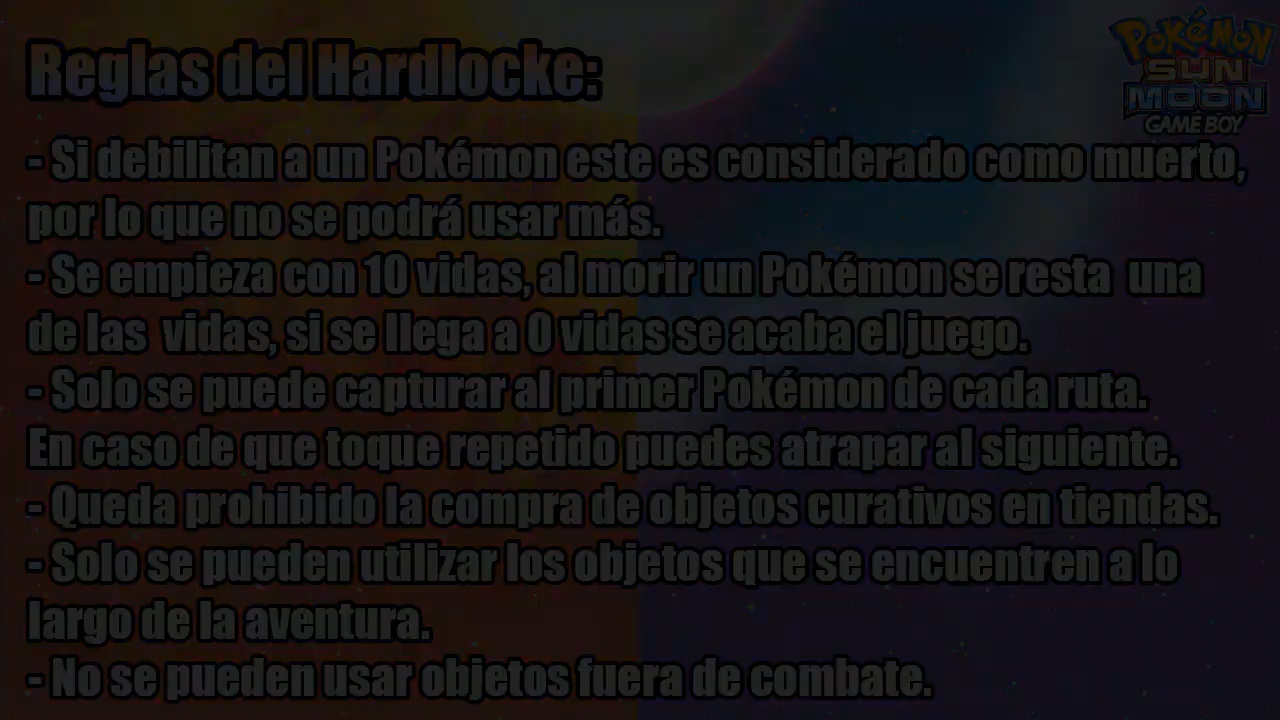 Reglas del Hardlocke:
POKéMON
SUN
MOON
GAME BOY
- Si debilitan a un Pokémon este es considerado como muerto,
por lo que no se podrá usar más.
- Se empieza con 10 vidas, al morir un Pokémon se resta una
de las vidas, si se llega a 0 vidas se acaba el juego.
- Solo se puede capturar al primer Pokémon de cada ruta.
En caso de que toque repetido puedes atrapar al siguiente.
- Queda prohibido la compra de objetos curativos en tiendas.
- Solo se pueden utilizar los objetos que se encuentren a lo
largo de la aventura.
- No se pueden usar objetos fuera de combate.